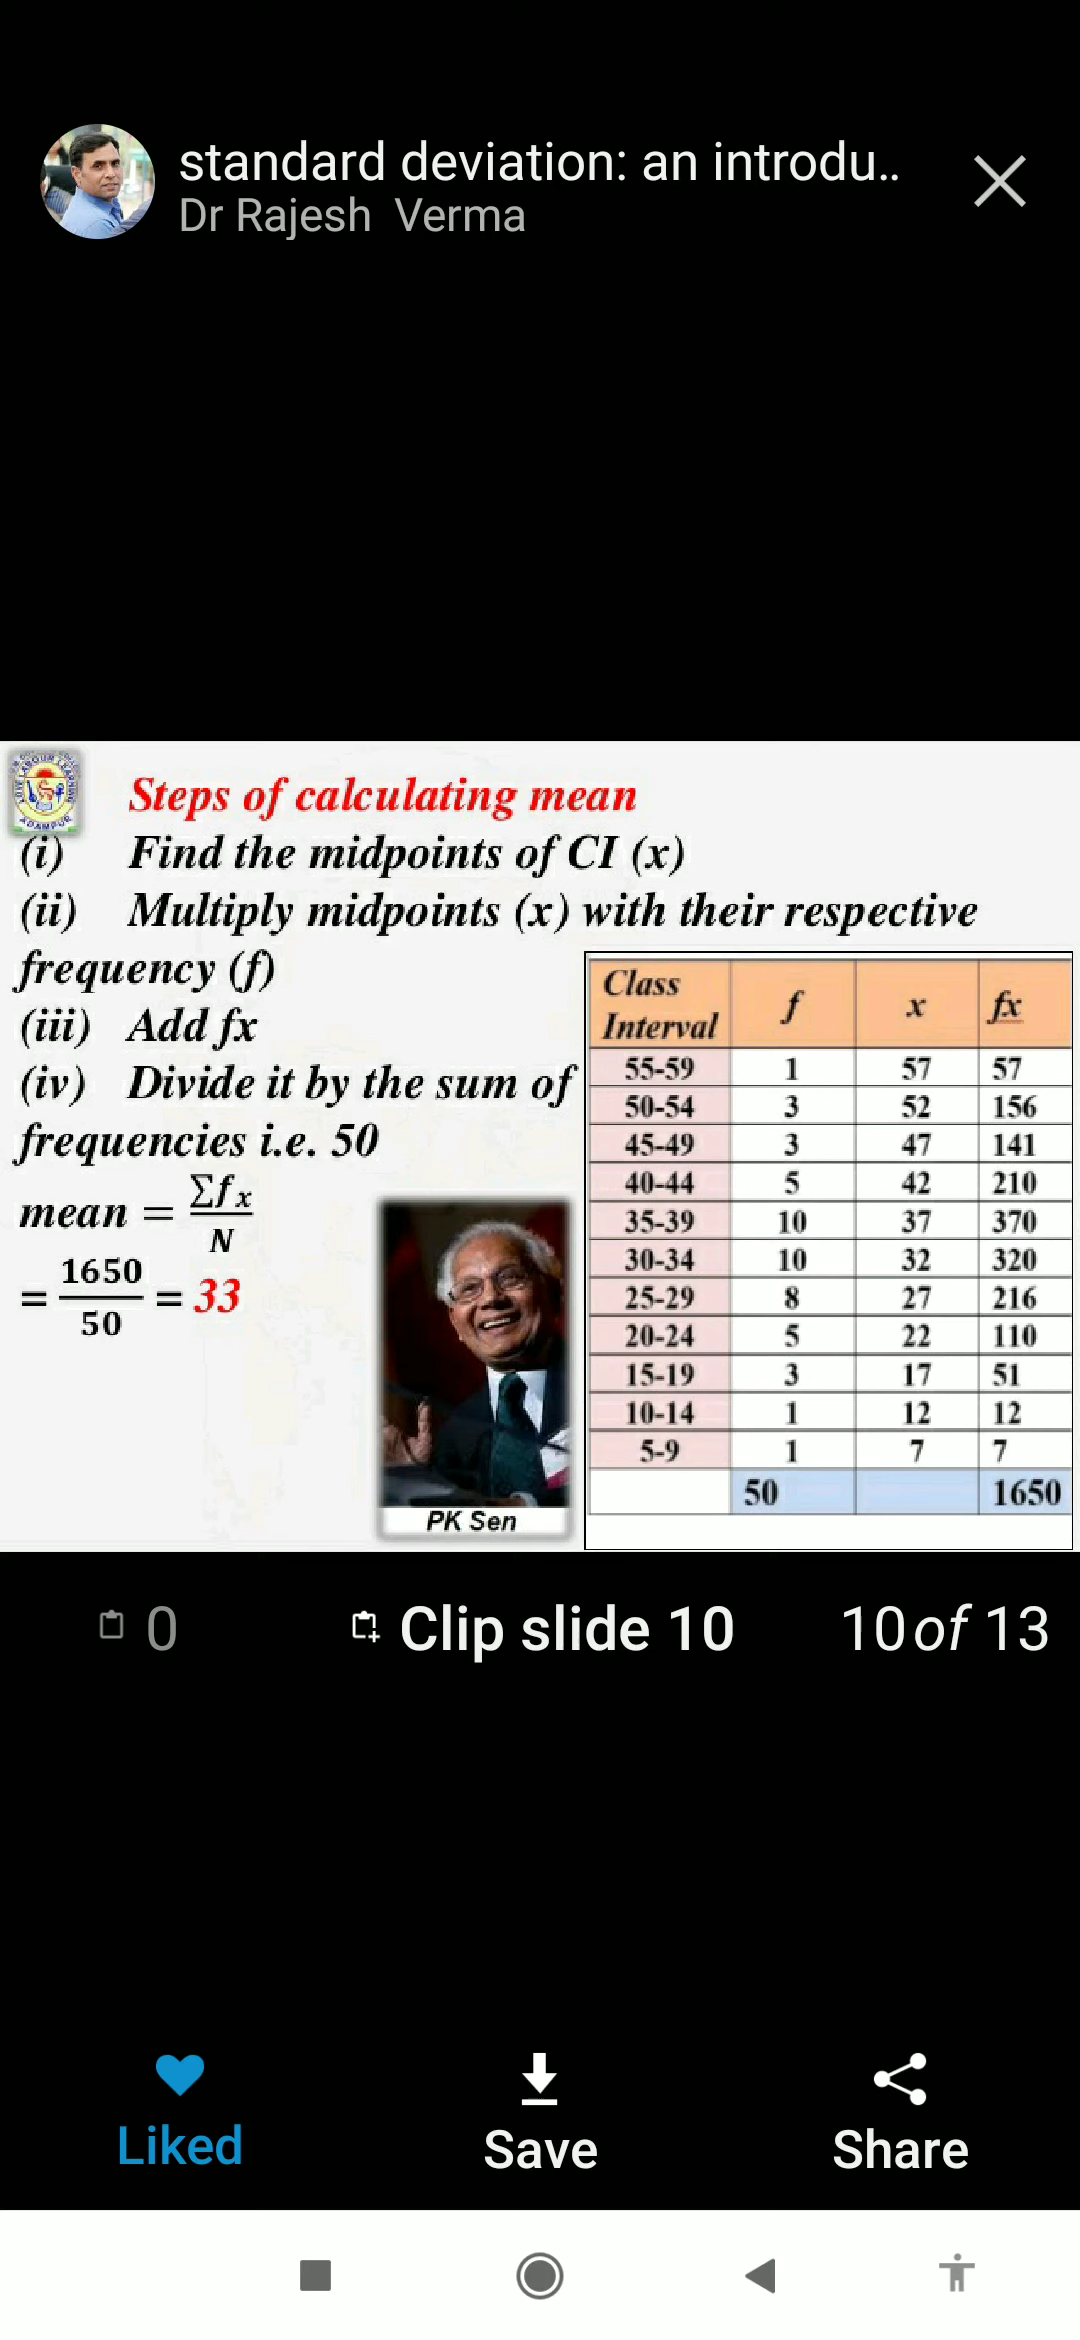 standard deviation: an introdu..
Dr Rajesh Verma
Steps of calculating mean
(i) Find the midpoints of CI (x)
(ii) Multiply midpoints (x) with their respective
frequency (f)
(iii) Add fx
(iv) Divide it by the sum of
frequencies i.e. 50
mean = ∑fx / N
= 1650 / 50 = 33
PK Sen
Class Interval f x fx
55-59 1 57 57
50-54 3 52 156
45-49 3 47 141
40-44 5 42 210
35-39 10 37 370
30-34 10 32 320
25-29 8 27 216
20-24 5 22 110
15-19 3 17 51
10-14 1 12 12
5-9 1 7 7
50 1650
0 Clip slide 10 10 of 13
Liked Save Share